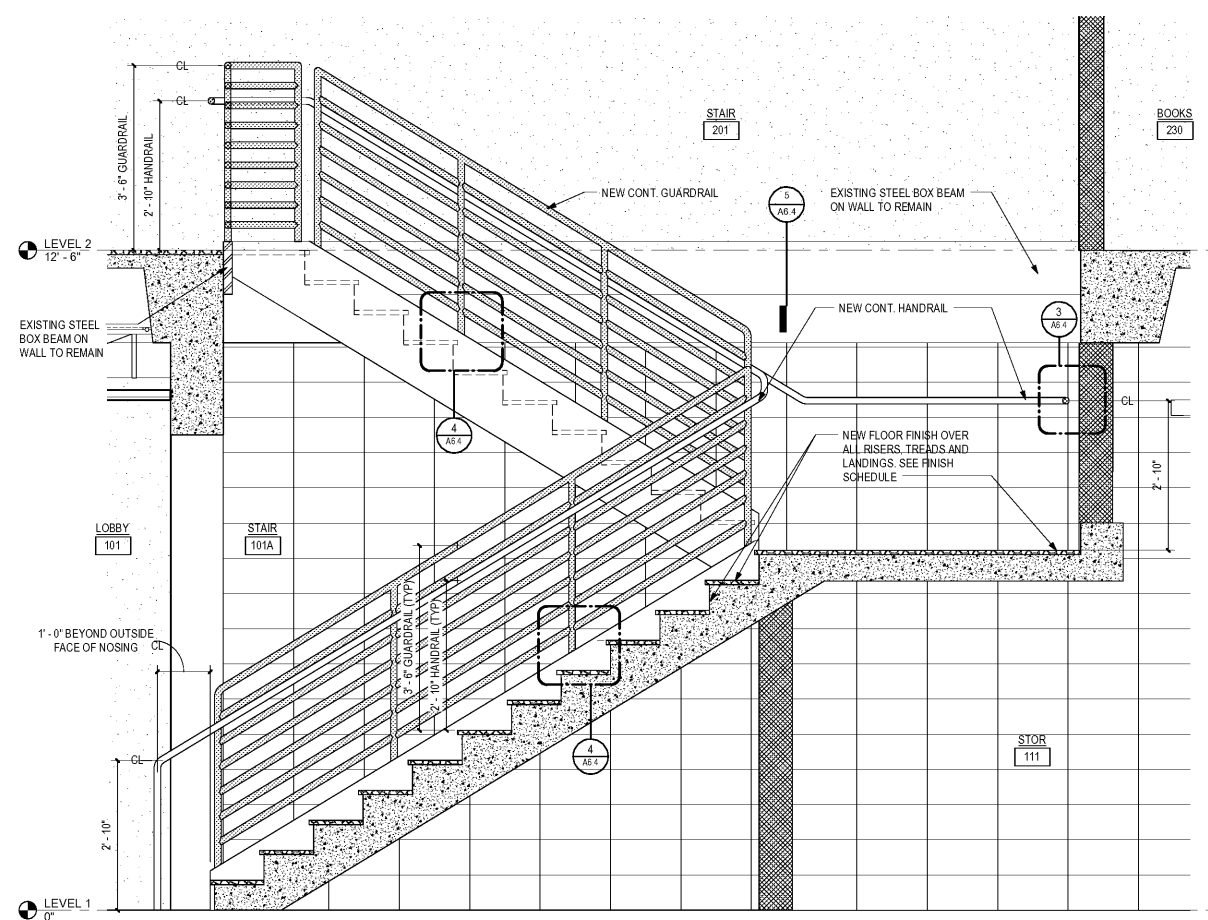 CL
CL
3' - 6" GUARDRAIL
2' - 10" HANDRAIL
STAIR
201
BOOKS
230
NEW CONT. GUARDRAIL
5
A6.4
EXISTING STEEL BOX BEAM
ON WALL TO REMAIN
LEVEL 2
12' - 6"
EXISTING STEEL
BOX BEAM ON
WALL TO REMAIN
NEW CONT. HANDRAIL
3
A6.4
CL
4
A6.4
NEW FLOOR FINISH OVER
ALL RISERS, TREADS AND
LANDINGS. SEE FINISH
SCHEDULE
2' - 10"
LOBBY
101
STAIR
101A
3' - 6" GUARDRAIL (TYP)
2' - 10" HANDRAIL (TYP)
1' - 0" BEYOND OUTSIDE
FACE OF NOSING
CL
CL
4
A6.4
STOR
111
2' - 10"
LEVEL 1
0"